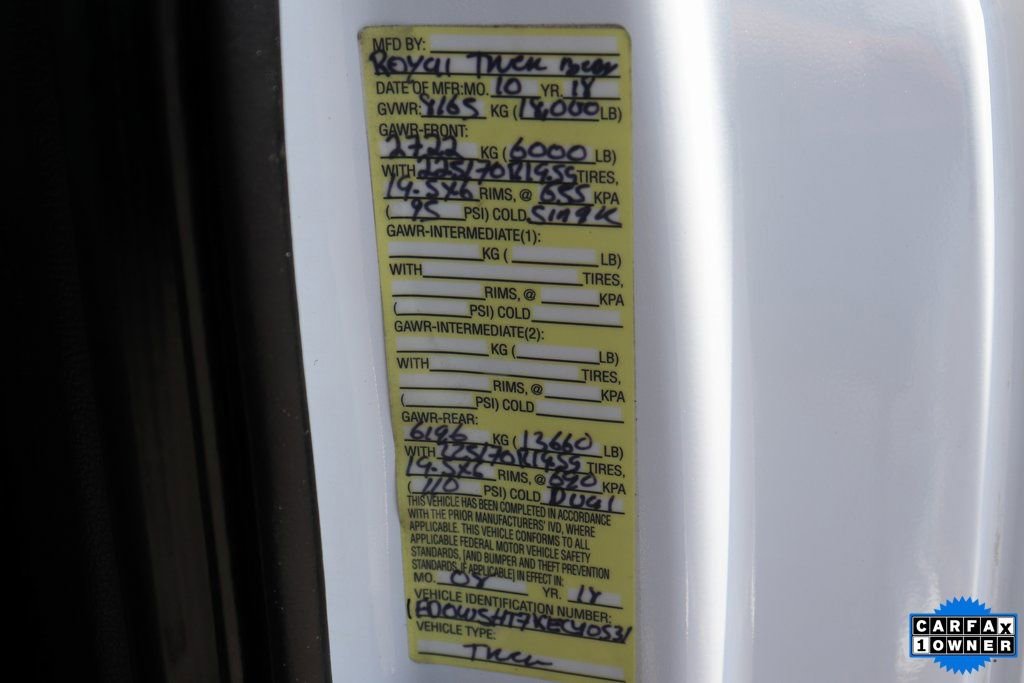 MFD BY:
Royal Truck Body
DATE OF MFR: MO. 10 YR. 18
GVWR: 8165 KG (18,000 LB)
GAWR-FRONT:
2722 KG (6000 LB)
WITH 225/70R19.5G TIRES,
19.5x6 RIMS, @ 655 KPA
(95 PSI) COLD Single
GAWR-INTERMEDIATE(1):
KG ( LB)
WITH TIRES,
RIMS, @ KPA
( PSI) COLD
GAWR-INTERMEDIATE(2):
KG ( LB)
WITH TIRES,
RIMS, @ KPA
( PSI) COLD
GAWR-REAR:
6196 KG (13660 LB)
WITH 225/70R19.5G TIRES,
19.5x6 RIMS, @ KPA
(110 PSI) COLD Dual
THIS VEHICLE HAS BEEN COMPLETED IN ACCORDANCE
WITH THE PRIOR MANUFACTURERS' IVD, WHERE
APPLICABLE. THIS VEHICLE CONFORMS TO ALL
APPLICABLE FEDERAL MOTOR VEHICLE SAFETY
STANDARDS, [AND BUMPER AND THEFT PREVENTION
STANDARDS, IF APPLICABLE] IN EFFECT IN:
MO. 08 YR. 18
VEHICLE IDENTIFICATION NUMBER:
VEHICLE TYPE:
Truck
CARFAX
1 OWNER